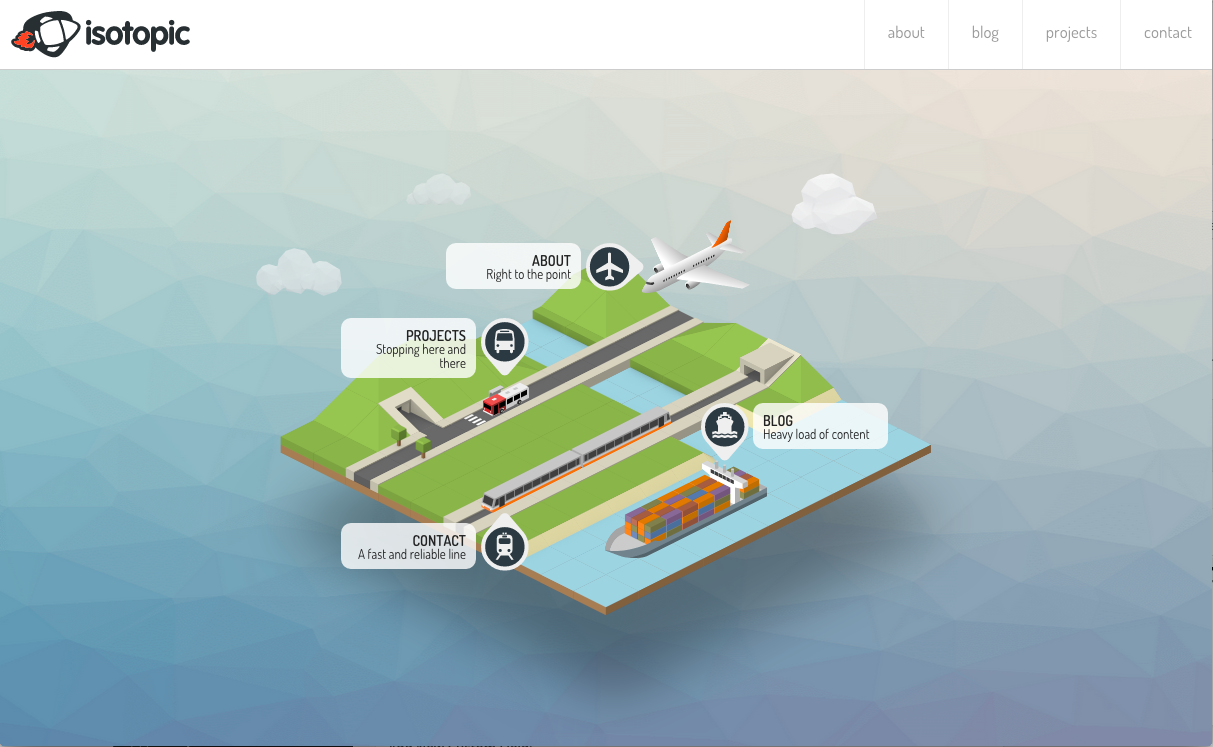 isotopic
about
blog
projects
contact
ABOUT
Right to the point
PROJECTS
Stopping here and
there
BLOG
Heavy load of content
CONTACT
A fast and reliable line